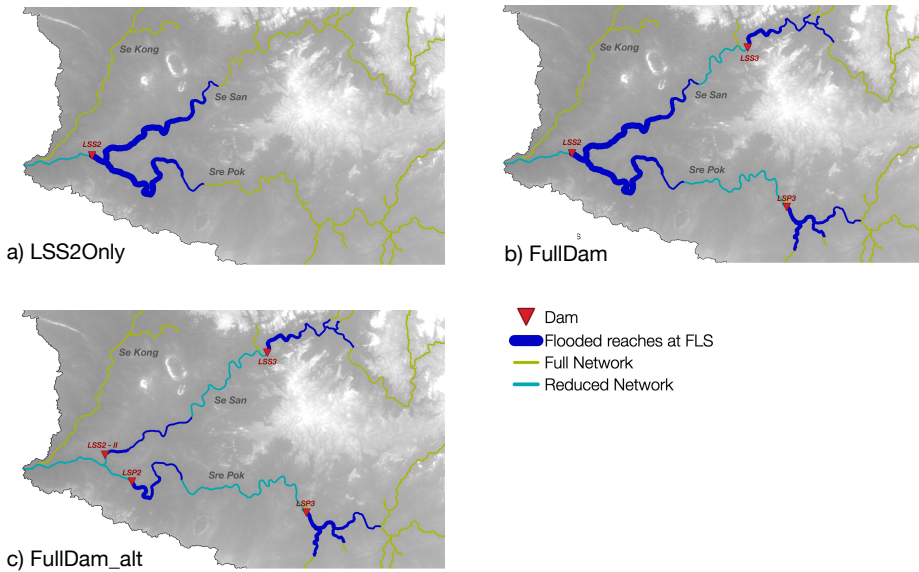 Se Kong
Se San
LSS2
Sre Pok
a) LSS2Only
Se Kong
LSS3
Se San
LSS2
Sre Pok
LSP3
s
b) FullDam
Se Kong
LSS3
Se San
LSS2 - II
LSP2
Sre Pok
LSP3
c) FullDam_alt
Dam
Flooded reaches at FLS
Full Network
Reduced Network